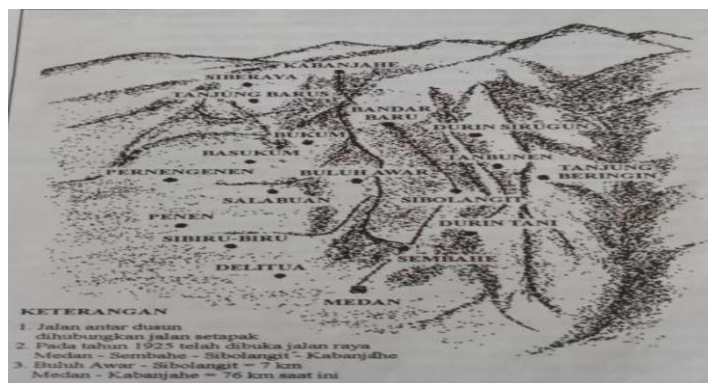 KABANJAHE
SIBERAYA
TANJUNG BARUS
BANDAR
BARU
BUKUM
DURIN SIRUGUN
BASUKUM
TANBUNEN
PERNENGENEN
BULUH AWAR
TANJUNG
BERINGIN
SALABUAN
SIBOLANGIT
PENEN
DURIN TANI
SIBIRU-BIRU
SEMBAHE
DELITUA
MEDAN
KETERANGAN
1. Jalan antar dusun
dihubungkan jalan setapak
2. Pada tahun 1925 telah dibuka jalan raya
Medan - Sembahe - Sibolangit - Kabanjahe
3. Buluh Awar - Sibolangit = 7 km
Medan - Kabanjahe = 76 km saat ini